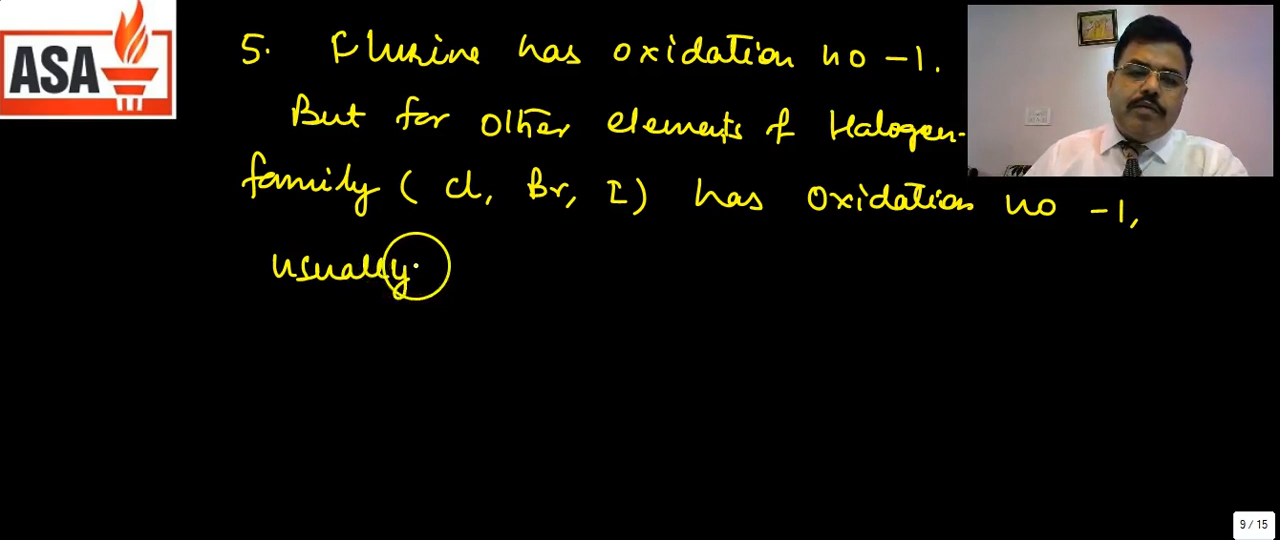 ASA
5. Flurine has oxidation no -1.
But for other elements of Halogen-
family ( Cl, Br, I ) has oxidation no -1,
usually.
9 / 15